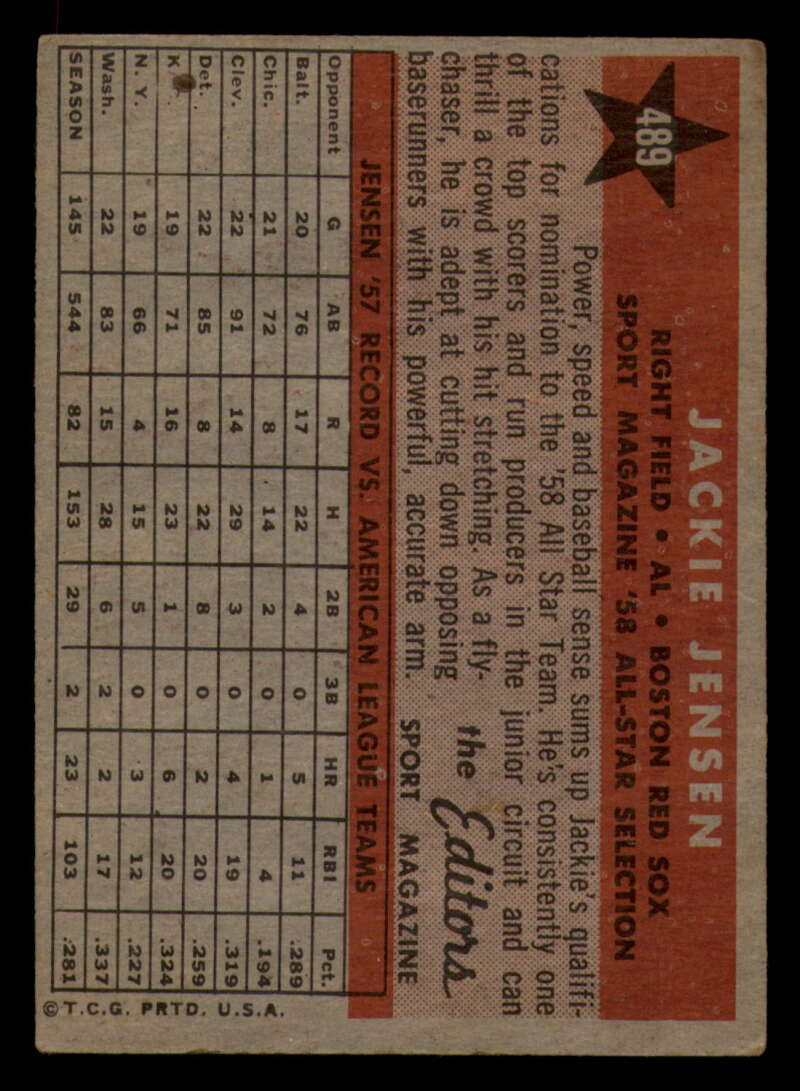 489
JACKIE JENSEN
RIGHT FIELD • AL • BOSTON RED SOX
SPORT MAGAZINE '58 ALL-STAR SELECTION
Power, speed and baseball sense sums up Jackie's qualifi-
cations for nomination to the '58 All Star Team. He's consistently one
of the top scorers and run producers in the junior circuit and can
thrill a crowd with his hit stretching. As a fly-
chaser, he is adept at cutting down opposing
baserunners with his powerful, accurate arm.
the Editors
SPORT MAGAZINE
JENSEN '57 RECORD VS. AMERICAN LEAGUE TEAMS
Opponent G AB R H 2B 3B HR RBI Pct.
Balt. 20 76 17 22 4 0 5 11 .289
Chic. 21 72 8 14 2 0 1 4 .194
Clev. 22 91 14 29 3 0 4 19 .319
Det. 22 85 8 22 8 0 2 20 .259
K 19 71 16 23 1 0 6 20 .324
N. Y. 19 66 4 15 5 0 3 12 .227
Wash. 22 83 15 28 6 2 2 17 .337
SEASON 145 544 82 153 29 2 23 103 .281
© T.C.G. PRTD. U.S.A.